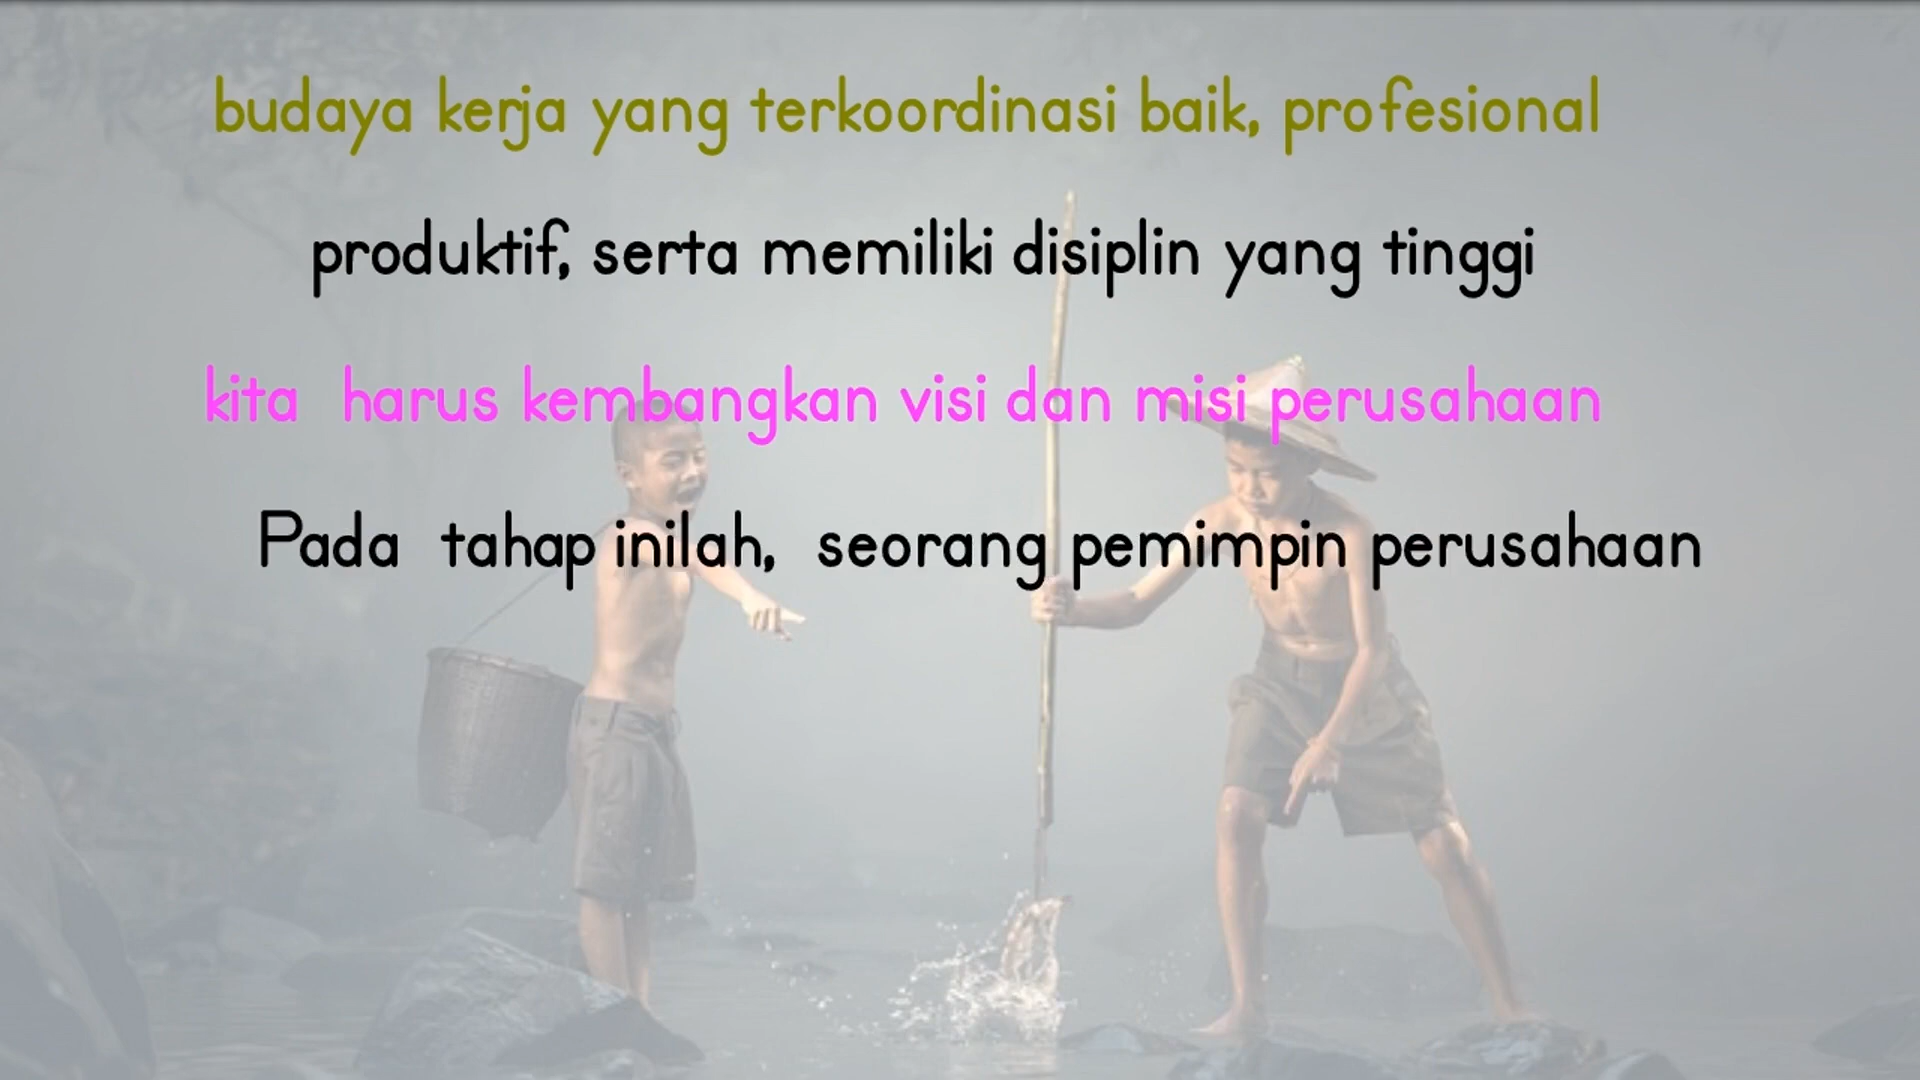 budaya kerja yang terkoordinasi baik, profesional
produktif, serta memiliki disiplin yang tinggi
kita harus kembangkan visi dan misi perusahaan
Pada tahap inilah, seorang pemimpin perusahaan